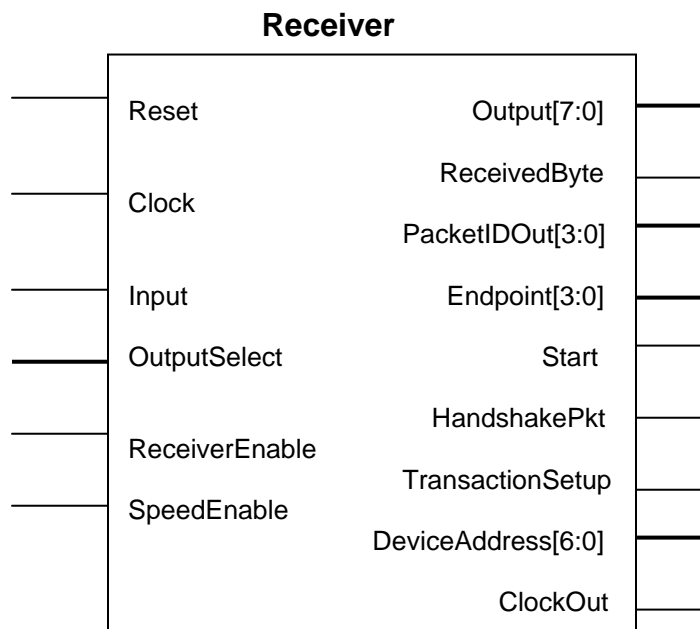 Receiver
Reset
Output[7:0]
ReceivedByte
Clock
PacketIDOut[3:0]
Input
Endpoint[3:0]
OutputSelect
Start
HandshakePkt
ReceiverEnable
TransactionSetup
SpeedEnable
DeviceAddress[6:0]
ClockOut